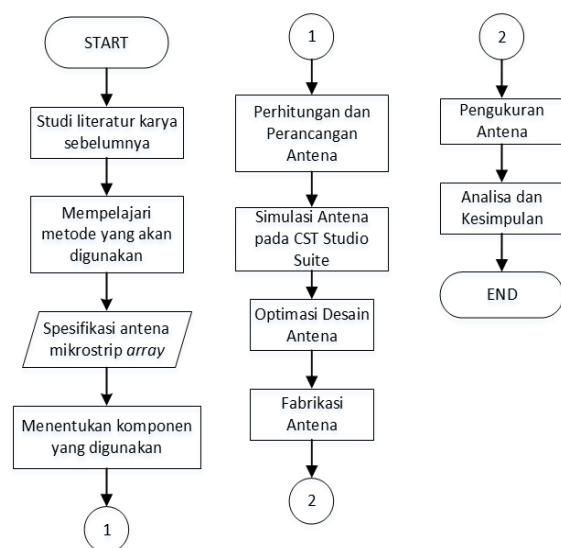 START
Studi literatur karya
sebelumnya
Mempelajari
metode yang akan
digunakan
Spesifikasi antena
mikrostrip array
Menentukan komponen
yang digunakan
1
1
Perhitungan dan
Perancangan
Antena
Simulasi Antena
pada CST Studio
Suite
Optimasi Desain
Antena
Fabrikasi
Antena
2
2
Pengukuran
Antena
Analisa dan
Kesimpulan
END